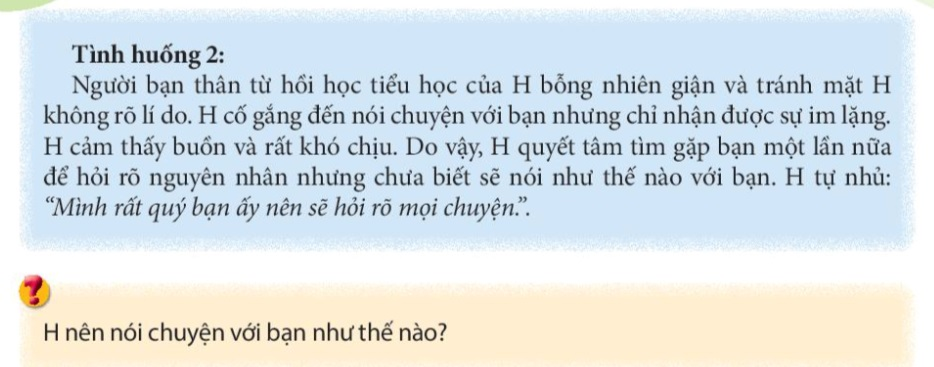 Tình huống 2:
Người bạn thân từ hồi học tiểu học của H bỗng nhiên giận và tránh mặt H
không rõ lí do. H cố gắng đến nói chuyện với bạn nhưng chỉ nhận được sự im lặng.
H cảm thấy buồn và rất khó chịu. Do vậy, H quyết tâm tìm gặp bạn một lần nữa
để hỏi rõ nguyên nhân nhưng chưa biết sẽ nói như thế nào với bạn. H tự nhủ:
“Mình rất quý bạn ấy nên sẽ hỏi rõ mọi chuyện.”.
?
H nên nói chuyện với bạn như thế nào?